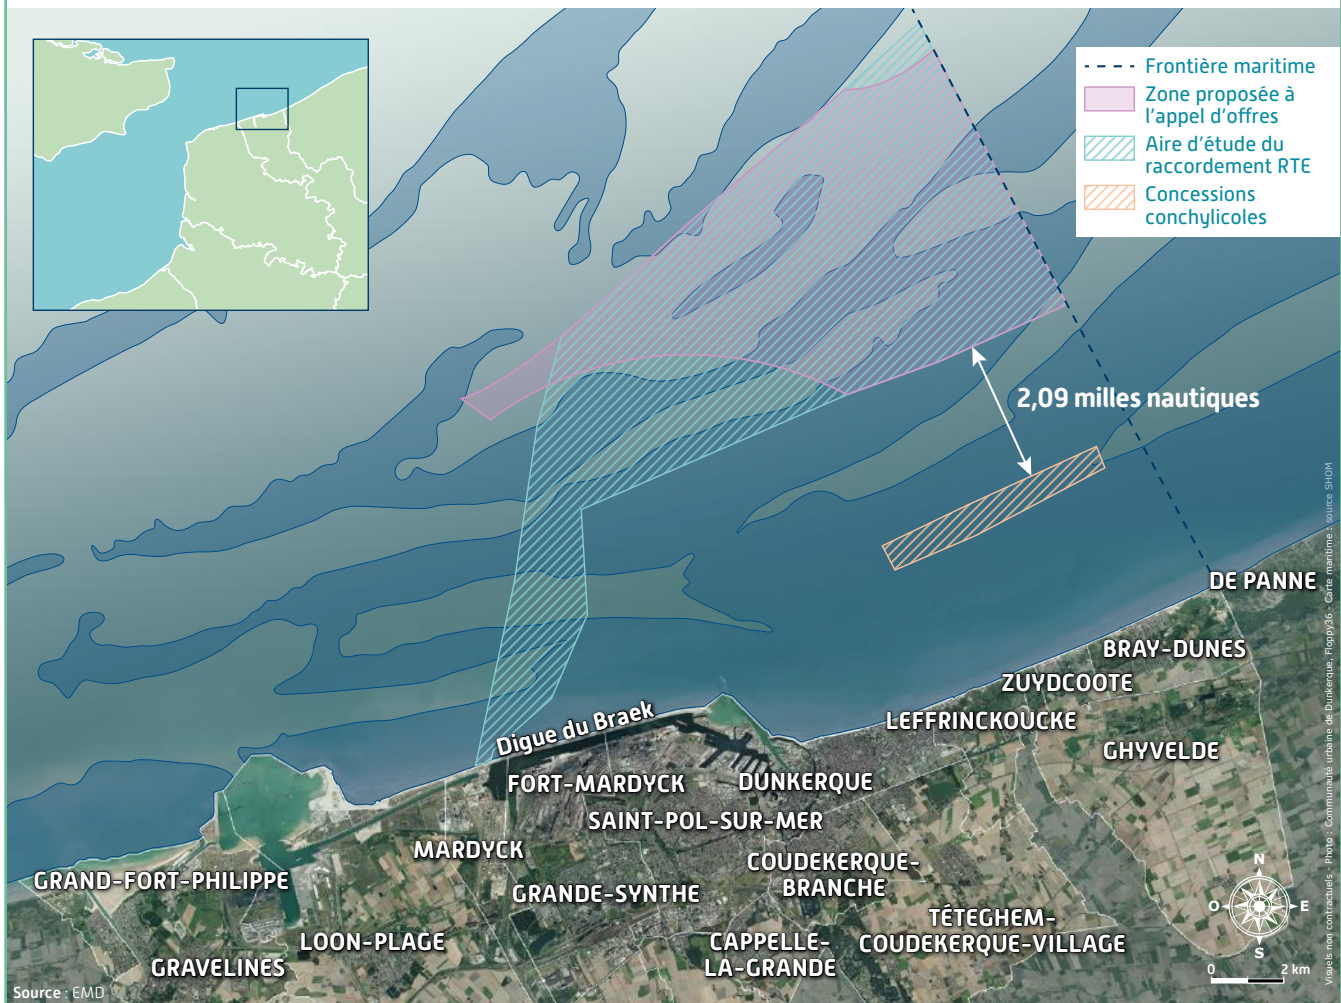 Frontière maritime
Zone proposée à
l'appel d'offres
Aire d'étude du
raccordement RTE
Concessions
conchylicoles
2,09 milles nautiques
DE PANNE
BRAY-DUNES
ZUYDCOOTE
LEFFRINCKOUCKE
GHYVELDE
Digue du Braek
FORT-MARDYCK
DUNKERQUE
SAINT-POL-SUR-MER
MARDYCK
COUDEKERQUE-
BRANCHE
GRAND-FORT-PHILIPPE
GRANDE-SYNTHE
TÉTEGHEM-
COUDEKERQUE-VILLAGE
LOON-PLAGE
CAPPELLE-
LA-GRANDE
GRAVELINES
N
O
E
S
0
2 km
Source : EMD
Visuels non contractuels - Photo : Communauté urbaine de Dunkerque, Floppy36 - Carte maritime : source SHOM